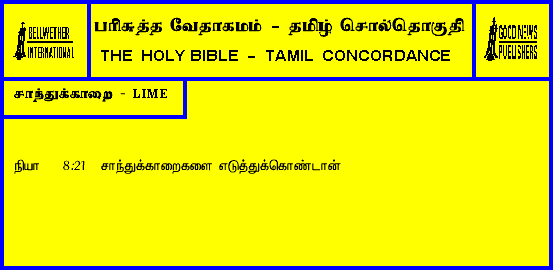 BELLWETHER
INTERNATIONAL
பரிசுத்த வேதாகமம் - தமிழ் சொல்தொகுதி
THE HOLY BIBLE - TAMIL CONCORDANCE
GOOD NEWS
PUBLISHERS
சாந்துக்காறை - LIME
நியா 8:21 சாந்துக்காறைகளை எடுத்துக்கொண்டான்